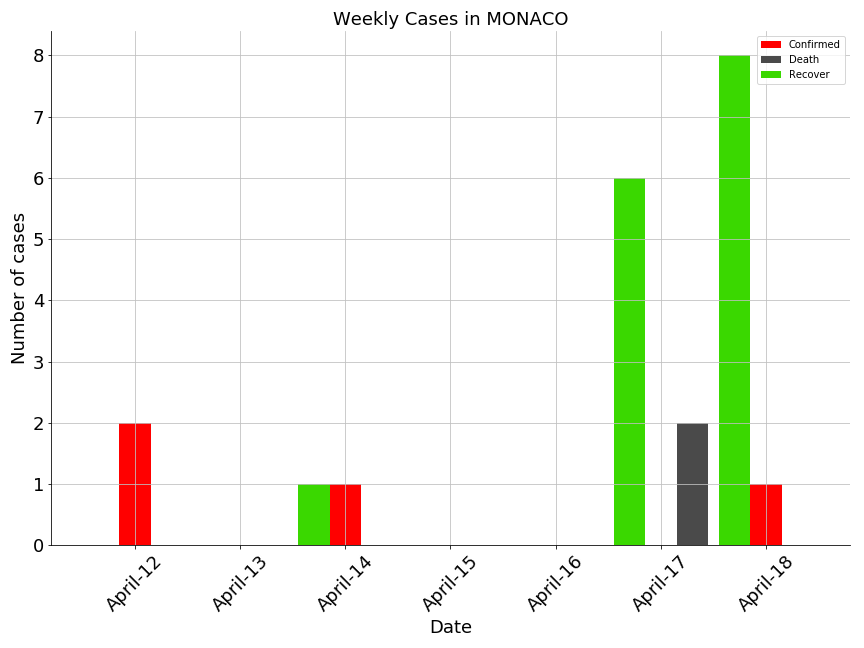 Weekly Cases in MONACO
Confirmed
Death
Recover
8
7
6
5
4
3
2
1
0
Number of cases
April-12
April-13
April-14
April-15
April-16
April-17
April-18
Date